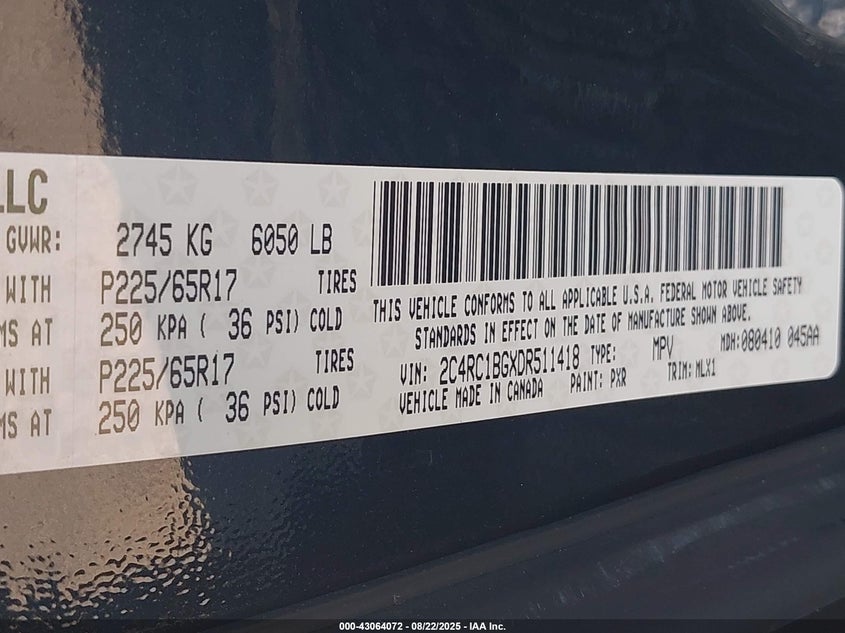 LLC
GVWR: 2745 KG 6050 LB
WITH P225/65R17 TIRES
MS AT 250 KPA ( 36 PSI) COLD
WITH P225/65R17 TIRES
MS AT 250 KPA ( 36 PSI) COLD
THIS VEHICLE CONFORMS TO ALL APPLICABLE U.S.A. FEDERAL MOTOR VEHICLE SAFETY
STANDARDS IN EFFECT ON THE DATE OF MANUFACTURE SHOWN ABOVE.
VIN: 2C4RC1BGXDR511418 TYPE: MPV MDH:080410 045AA
VEHICLE MADE IN CANADA PAINT: PXR TRIM: MLX1
000-43064072 - 08/22/2025 - IAA Inc.